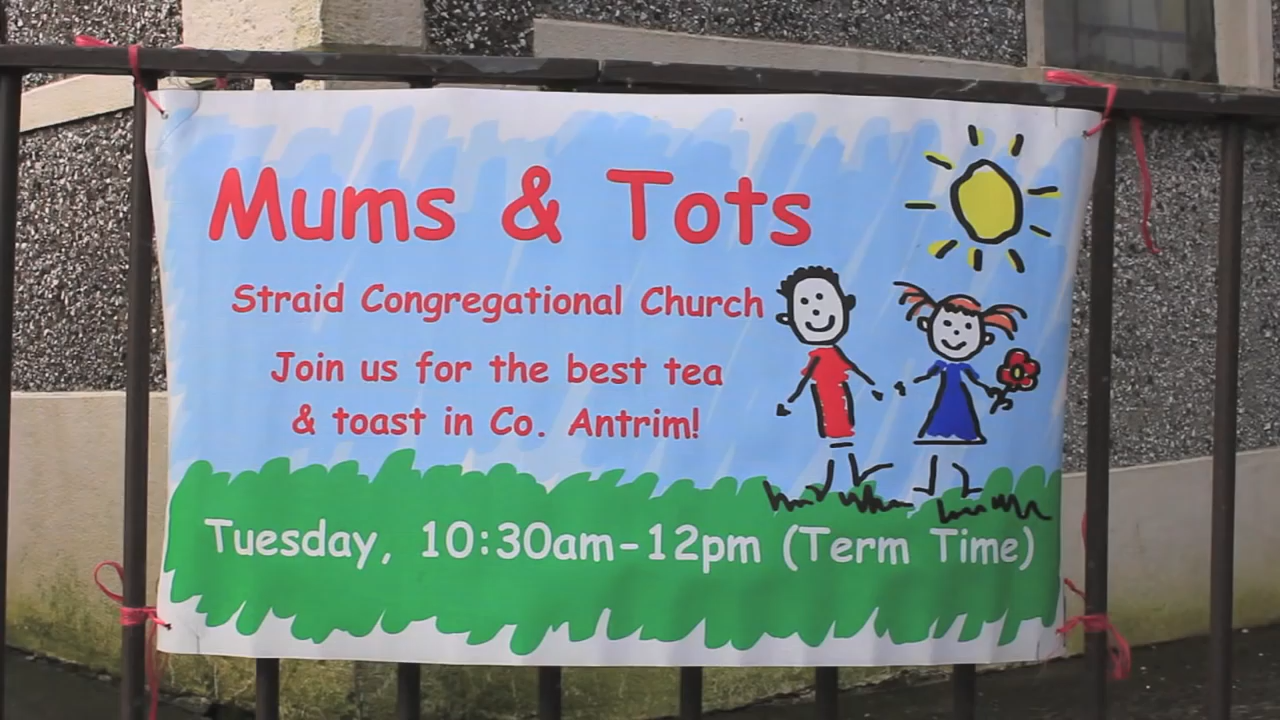 Mums & Tots
Straid Congregational Church
Join us for the best tea
& toast in Co. Antrim!
Tuesday, 10:30am-12pm (Term Time)